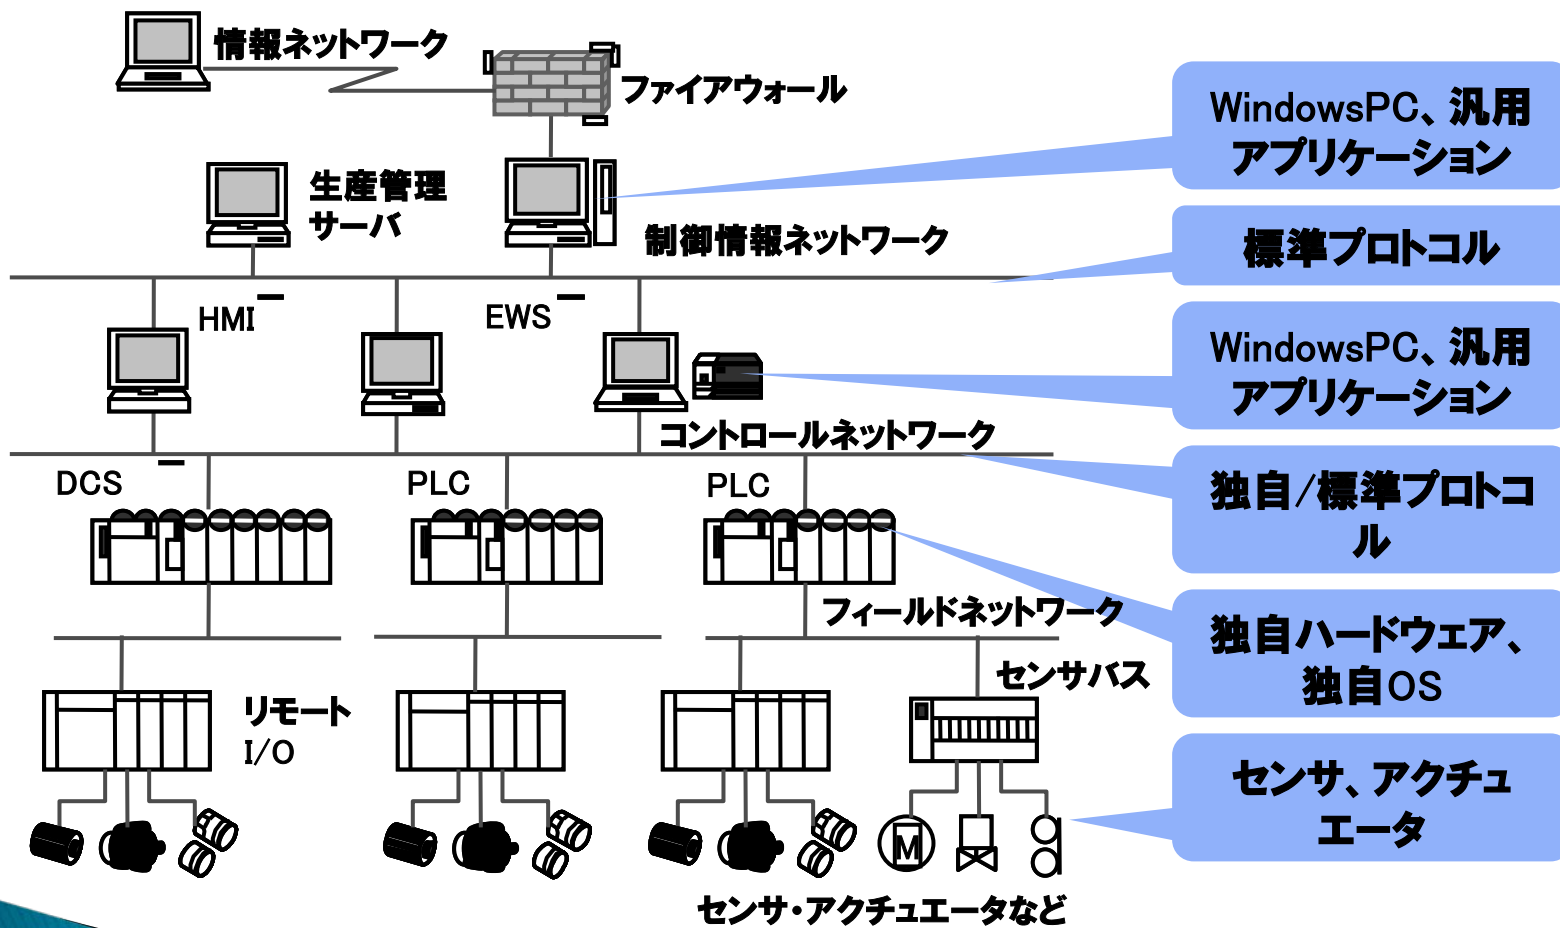 情報ネットワーク
ファイアウォール
生産管理
サーバ
制御情報ネットワーク
HMI
EWS
コントロールネットワーク
DCS
PLC
PLC
フィールドネットワーク
センサバス
リモート
I/O
M
センサ・アクチュエータなど
WindowsPC、汎用
アプリケーション
標準プロトコル
WindowsPC、汎用
アプリケーション
独自/標準プロトコ
ル
独自ハードウェア、
独自OS
センサ、アクチュ
エータ